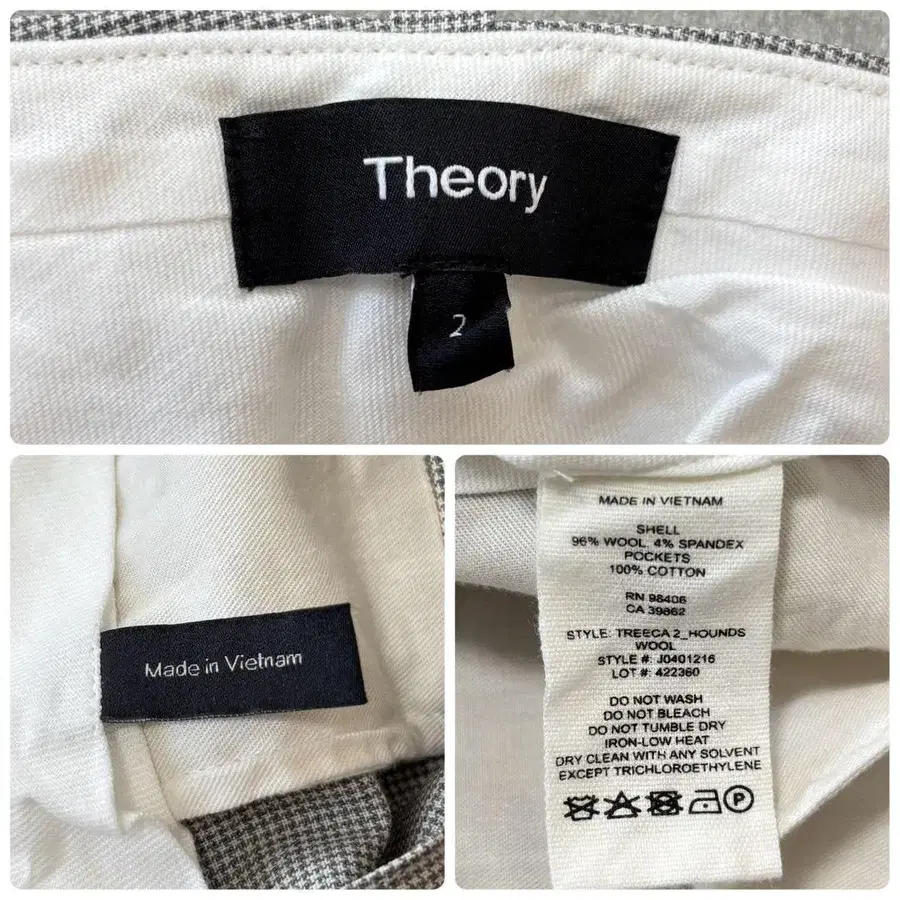 Theory
2
Made in Vietnam
MADE IN VIETNAM
SHELL
96% WOOL, 4% SPANDEX
POCKETS
100% COTTON
RN 98406
CA 39862
STYLE: TREECA 2_HOUNDS
WOOL
STYLE #: J0401216
LOT #: 422360
DO NOT WASH
DO NOT BLEACH
DO NOT TUMBLE DRY
IRON-LOW HEAT
DRY CLEAN WITH ANY SOLVENT
EXCEPT TRICHLOROETHYLENE
P